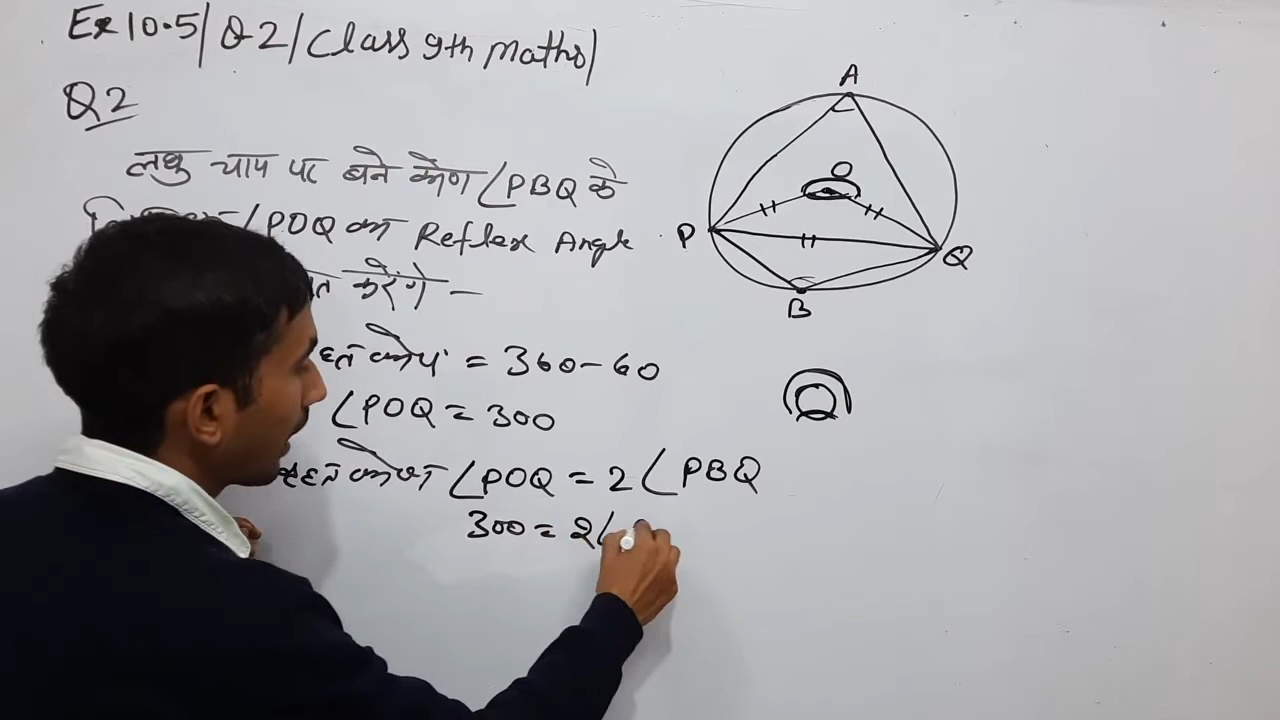 Ex 10.5/Q2/Class 9th Maths/
Q2
लघु चाप पर बने कोण ∠PBQ के
∠POQ का Reflex Angle
करेंगे –
= 360-60
∠POQ = 300
∠POQ = 2∠PBQ
300 = 2∠
A
O
P
Q
B